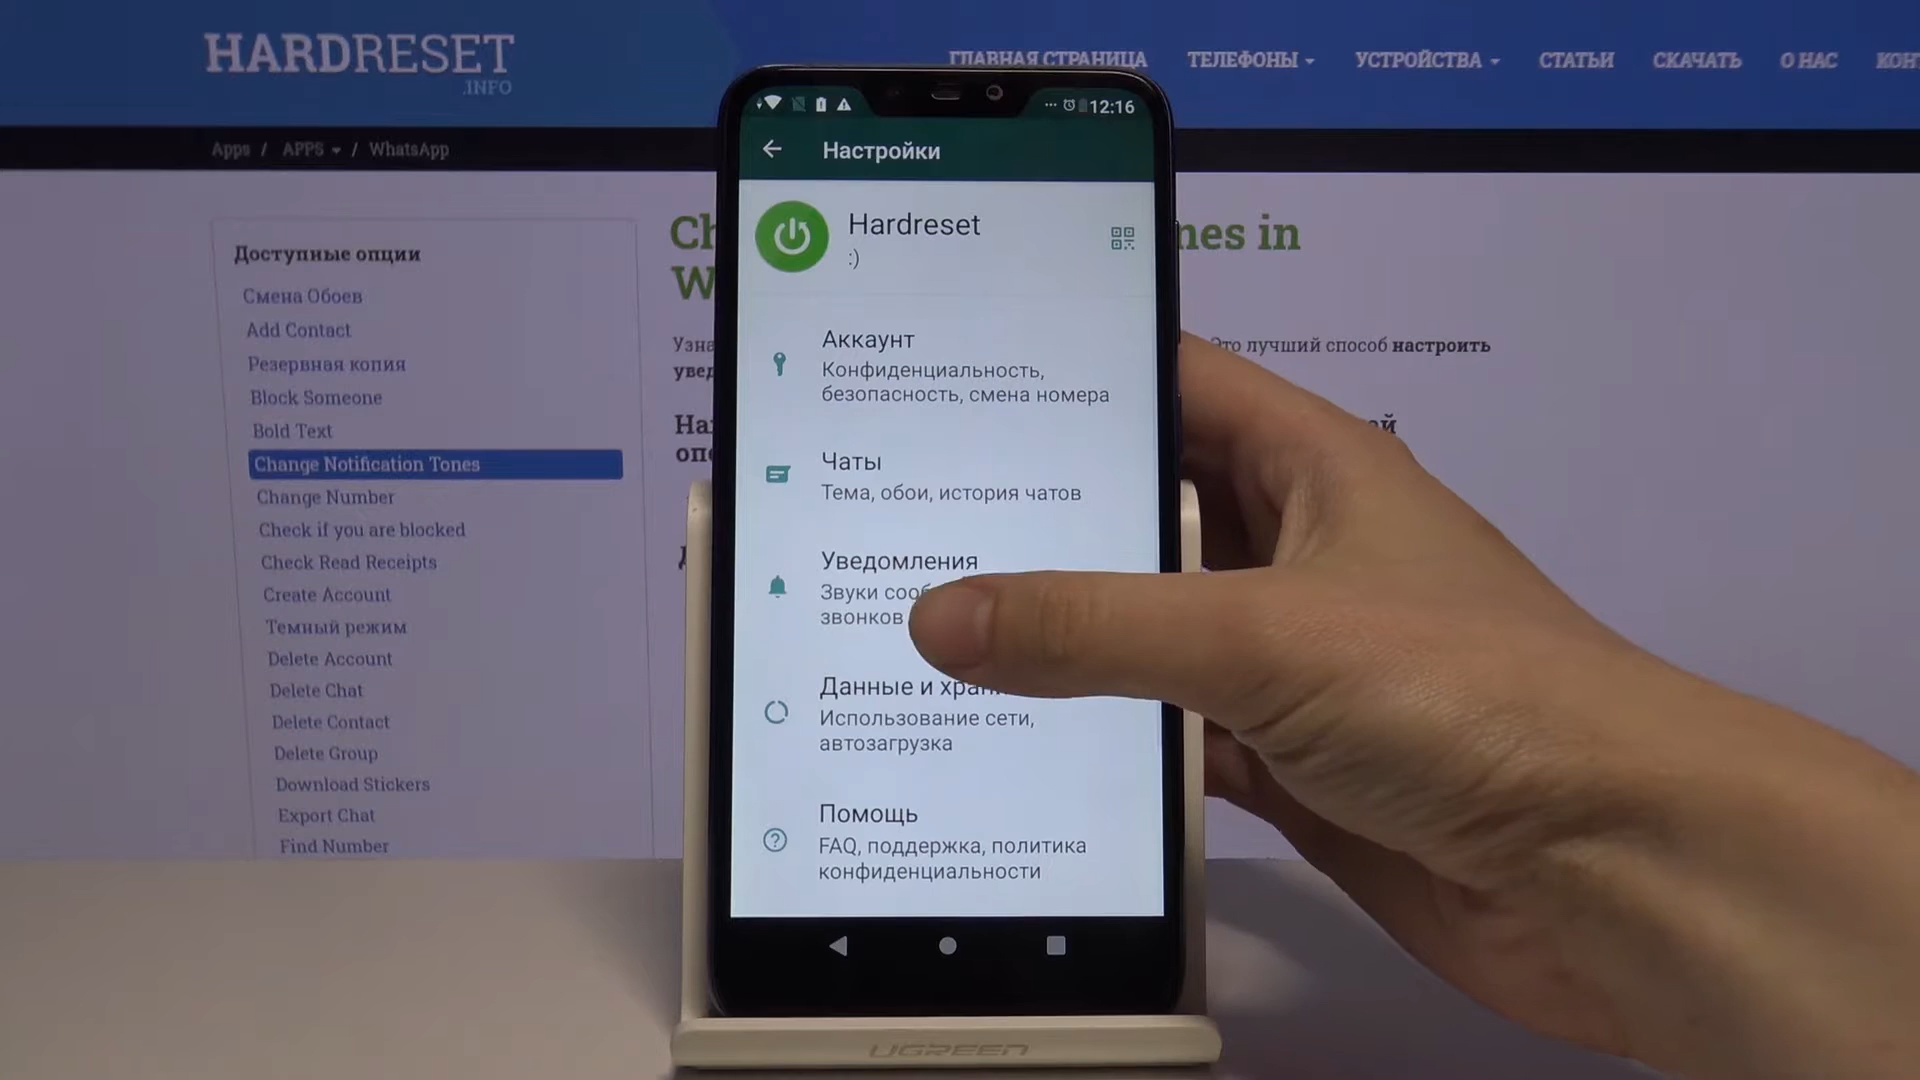 HARDRESET
.INFO
ГЛАВНАЯ СТРАНИЦА
ТЕЛЕФОНЫ
УСТРОЙСТВА
СТАТЬИ
СКАЧАТЬ
О НАС
Apps / APPS / WhatsApp
Доступные опции
Смена Обоев
Add Contact
Резервная копия
Block Someone
Bold Text
Change Notification Tones
Change Number
Check if you are blocked
Check Read Receipts
Create Account
Темный режим
Delete Account
Delete Chat
Delete Contact
Delete Group
Download Stickers
Export Chat
Find Number
in
Это лучший способ настроить
12:16
Настройки
Hardreset
:)
Аккаунт
Конфиденциальность,
безопасность, смена номера
Чаты
Тема, обои, история чатов
Уведомления
Звуки
звонков
Данные и
Использование сети,
автозагрузка
Помощь
FAQ, поддержка, политика
конфиденциальности
UGREEN